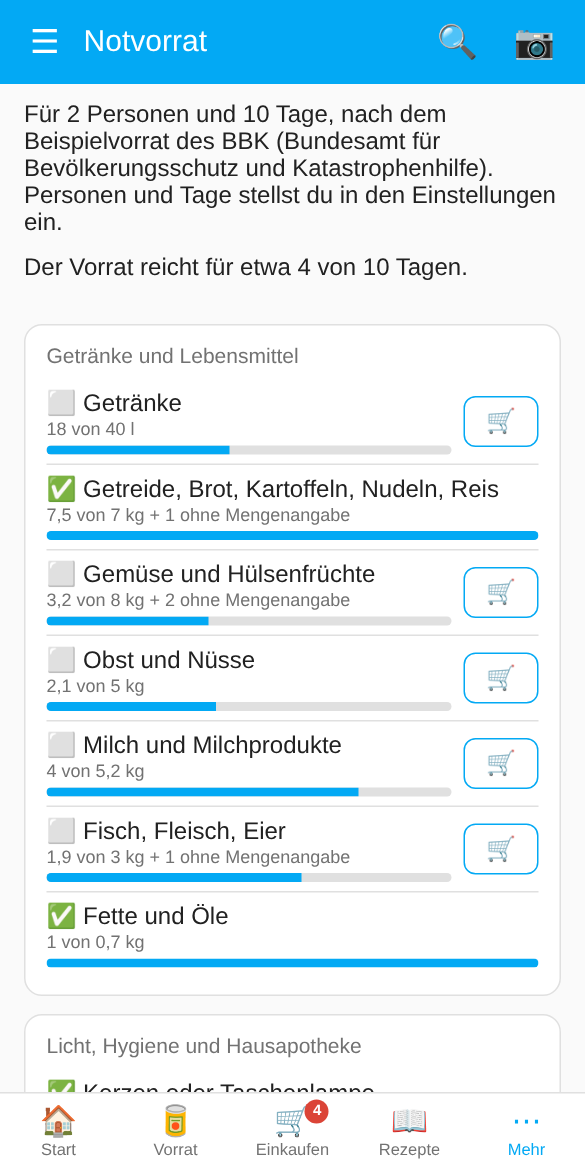 Notvorrat
Für 2 Personen und 10 Tage, nach dem
Beispielvorrat des BBK (Bundesamt für
Bevölkerungsschutz und Katastrophenhilfe).
Personen und Tage stellst du in den Einstellungen
ein.
Der Vorrat reicht für etwa 4 von 10 Tagen.
Getränke und Lebensmittel
Getränke
18 von 40 l
Getreide, Brot, Kartoffeln, Nudeln, Reis
7,5 von 7 kg + 1 ohne Mengenangabe
Gemüse und Hülsenfrüchte
3,2 von 8 kg + 2 ohne Mengenangabe
Obst und Nüsse
2,1 von 5 kg
Milch und Milchprodukte
4 von 5,2 kg
Fisch, Fleisch, Eier
1,9 von 3 kg + 1 ohne Mengenangabe
Fette und Öle
1 von 0,7 kg
Licht, Hygiene und Hausapotheke
Kerzen oder Taschenlampe
4
Start
Vorrat
Einkaufen
Rezepte
Mehr